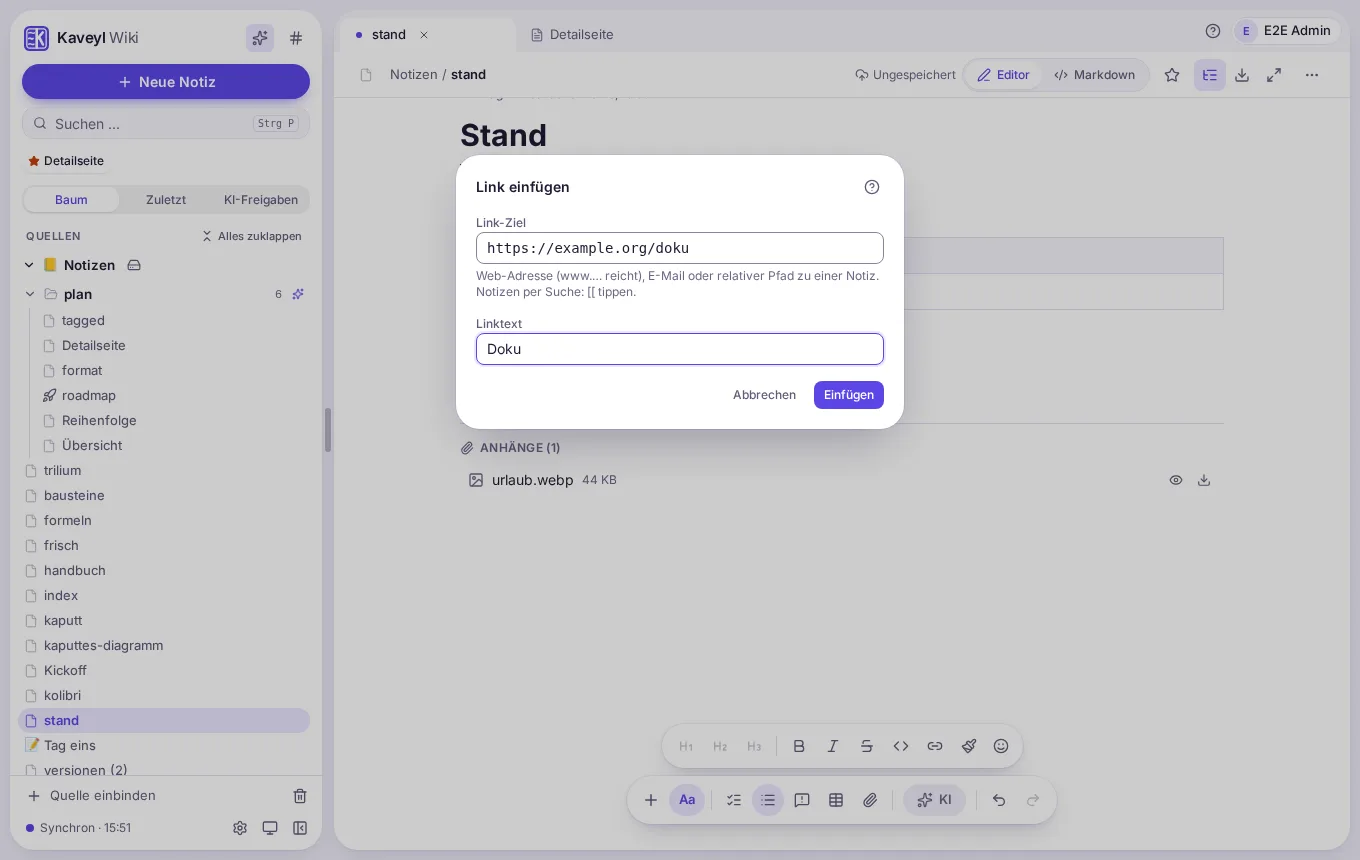 Kaveyl Wiki
Neue Notiz
Suchen ...
Strg P
Detailseite
Baum
Zuletzt
KI-Freigaben
QUELLEN
Alles zuklappen
Notizen
plan
6
tagged
Detailseite
format
roadmap
Reihenfolge
Übersicht
trilium
bausteine
formeln
frisch
handbuch
index
kaputt
kaputtes-diagramm
Kickoff
kolibri
stand
Tag eins
versionen (2)
Quelle einbinden
Synchron · 15:51
stand
Detailseite
E
E2E Admin
Notizen / stand
Ungespeichert
Editor
Markdown
Stand
Link einfügen
Link-Ziel
https://example.org/doku
Web-Adresse (www.… reicht), E-Mail oder relativer Pfad zu einer Notiz.
Notizen per Suche: [[ tippen.
Linktext
Doku
Abbrechen
Einfügen
ANHÄNGE (1)
urlaub.webp 44 KB
H1 H2 H3
Aa
KI